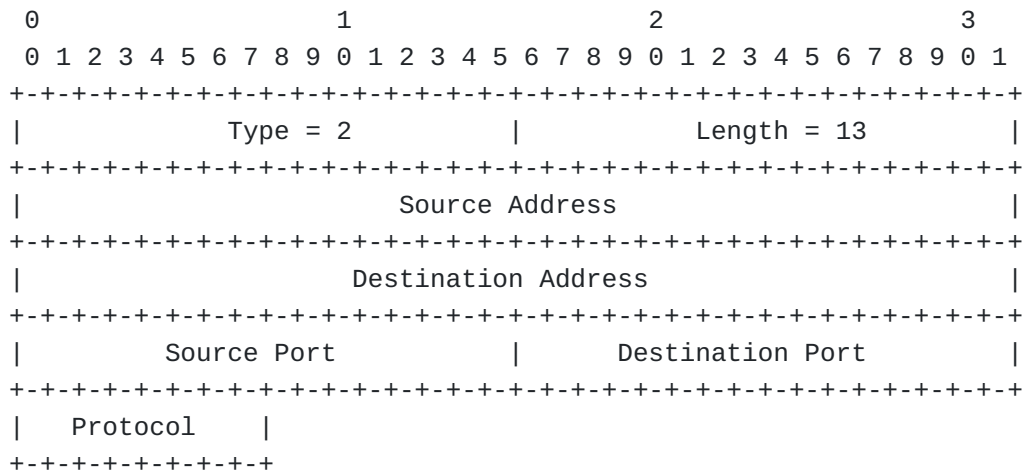 0                   1                   2                   3
 0 1 2 3 4 5 6 7 8 9 0 1 2 3 4 5 6 7 8 9 0 1 2 3 4 5 6 7 8 9 0 1
+-+-+-+-+-+-+-+-+-+-+-+-+-+-+-+-+-+-+-+-+-+-+-+-+-+-+-+-+-+-+-+-+
|             Type = 2          |           Length = 13         |
+-+-+-+-+-+-+-+-+-+-+-+-+-+-+-+-+-+-+-+-+-+-+-+-+-+-+-+-+-+-+-+-+
|                        Source Address                         |
+-+-+-+-+-+-+-+-+-+-+-+-+-+-+-+-+-+-+-+-+-+-+-+-+-+-+-+-+-+-+-+-+
|                     Destination Address                       |
+-+-+-+-+-+-+-+-+-+-+-+-+-+-+-+-+-+-+-+-+-+-+-+-+-+-+-+-+-+-+-+-+
|         Source Port           |      Destination Port         |
+-+-+-+-+-+-+-+-+-+-+-+-+-+-+-+-+-+-+-+-+-+-+-+-+-+-+-+-+-+-+-+-+
|   Protocol    |
+-+-+-+-+-+-+-+-+